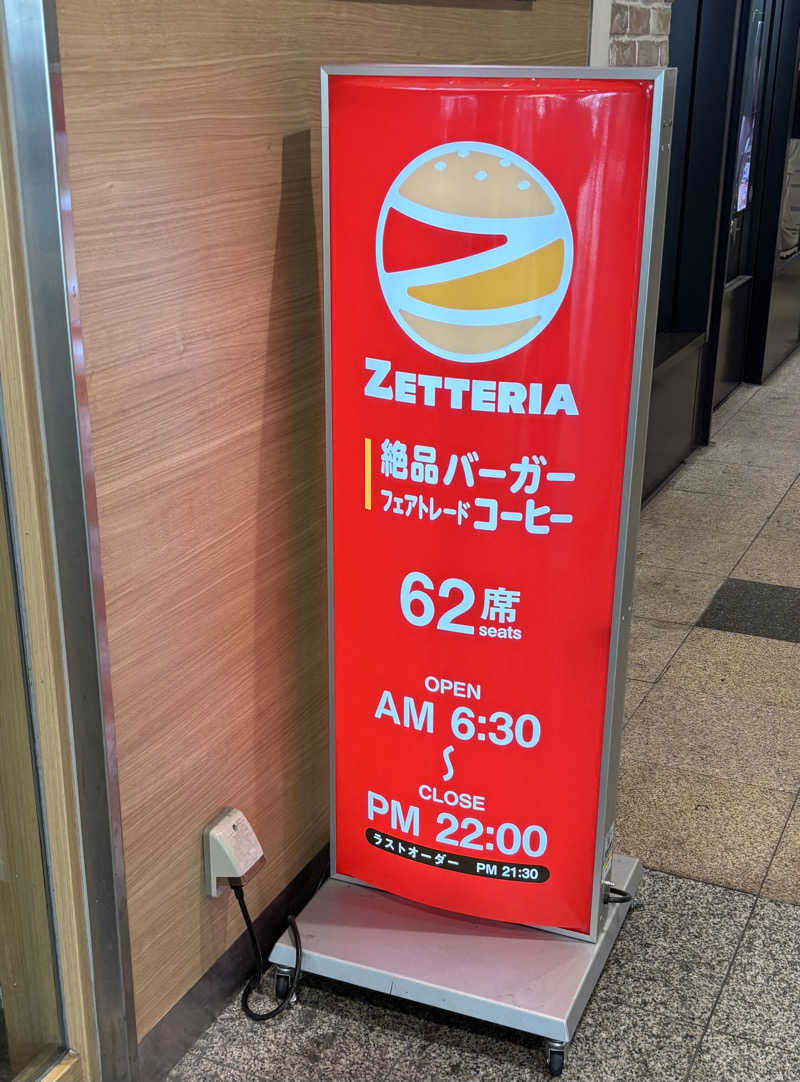 ZETTERIA
絶品バーガー
フェアトレードコーヒー
62席
seats
OPEN
AM 6:30
〜
CLOSE
PM 22:00
ラストオーダー PM 21:30